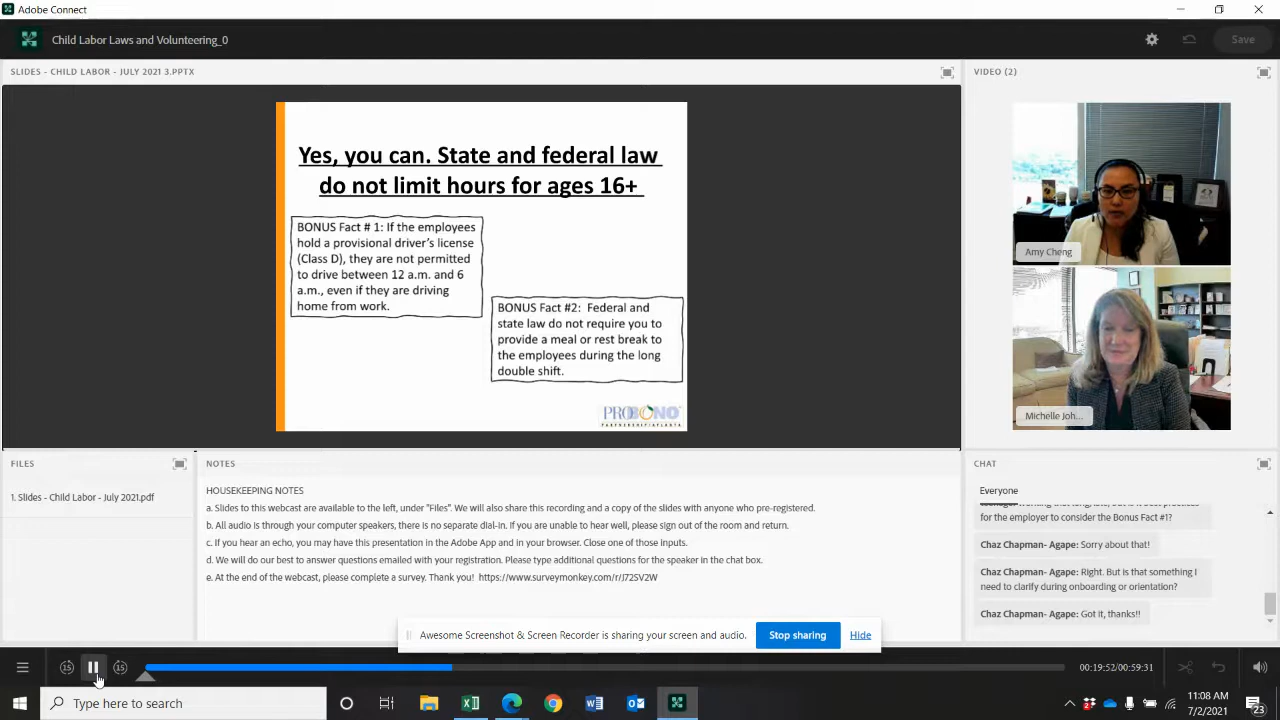 Adobe Connect
Child Labor Laws and Volunteering_0
Save
SLIDES - CHILD LABOR - JULY 2021 3.PPTX
VIDEO (2)
Yes, you can. State and federal law
do not limit hours for ages 16+
BONUS Fact # 1: If the employees
hold a provisional driver's license
(Class D), they are not permitted
to drive between 12 a.m. and 6
a.m., even if they are driving
home from work.
BONUS Fact #2:  Federal and
state law do not require you to
provide a meal or rest break to
the employees during the long
double shift.
PROBONO
PARTNERSHIP/ATLANTA
Amy Cheng
Michelle Joh...
FILES
1. Slides - Child Labor - July 2021.pdf
NOTES
HOUSEKEEPING NOTES
a. Slides to this webcast are available to the left, under "Files". We will also share this recording and a copy of the slides with anyone who pre-registered.
b. All audio is through your computer speakers, there is no separate dial-in. If you are unable to hear well, please sign out of the room and return.
c. If you hear an echo, you may have this presentation in the Adobe App and in your browser. Close one of those inputs.
d. We will do our best to answer questions emailed with your registration. Please type additional questions for the speaker in the chat box.
e. At the end of the webcast, please complete a survey. Thank you!  https://www.surveymonkey.com/r/J72SV2W
CHAT
Everyone
for the employer to consider the Bonus Fact #1?
Chaz Chapman- Agape: Sorry about that!
Chaz Chapman- Agape: Right. But is that something I
need to clarify during onboarding or orientation?
Chaz Chapman- Agape: Got it, thanks!!
Awesome Screenshot & Screen Recorder is sharing your screen and audio.
Stop sharing
Hide
15
15
00:19:52/00:59:31
Type here to search
11:08 AM
7/2/2021
23